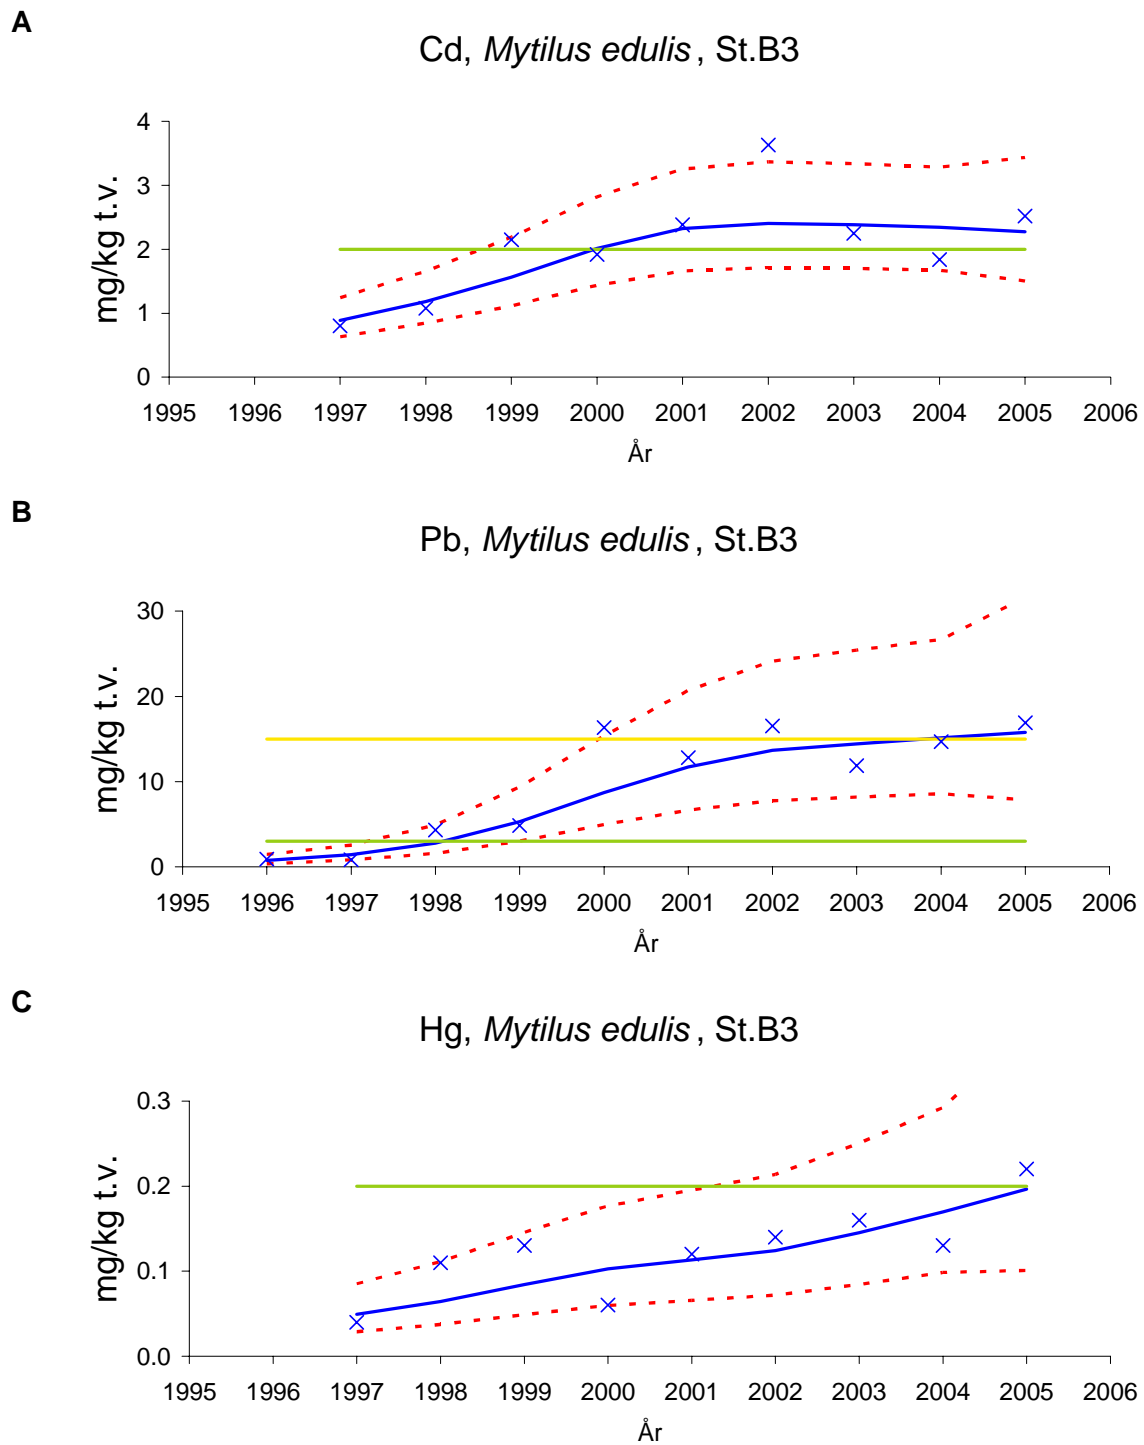 A
Cd, Mytilus edulis, St.B3
4
3
2
1
0
mg/kg t.v.
1995 1996 1997 1998 1999 2000 2001 2002 2003 2004 2005 2006
År
B
Pb, Mytilus edulis, St.B3
30
20
10
0
mg/kg t.v.
1995 1996 1997 1998 1999 2000 2001 2002 2003 2004 2005 2006
År
C
Hg, Mytilus edulis, St.B3
0.3
0.2
0.1
0.0
mg/kg t.v.
1995 1996 1997 1998 1999 2000 2001 2002 2003 2004 2005 2006
År